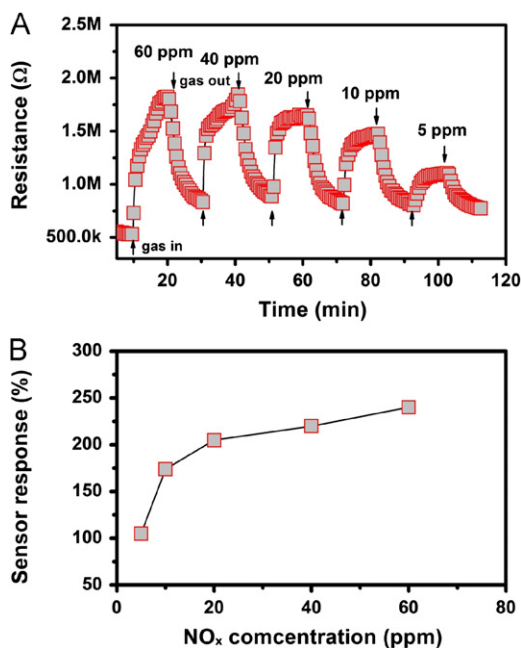 A
60 ppm
40 ppm
gas out
20 ppm
10 ppm
5 ppm
gas in
2.5M
2.0M
1.5M
1.0M
500.0k
Resistance (Ω)
20 40 60 80 100 120
Time (min)
B
300
250
200
150
100
50
Sensor response (%)
0 20 40 60 80
NOx comcentration (ppm)